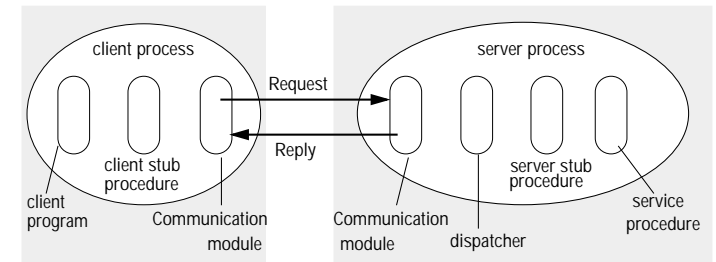 client process
server process
Request
Reply
client stub
procedure
server stub
procedure
client
program
Communication
module
Communication
module
dispatcher
service
procedure